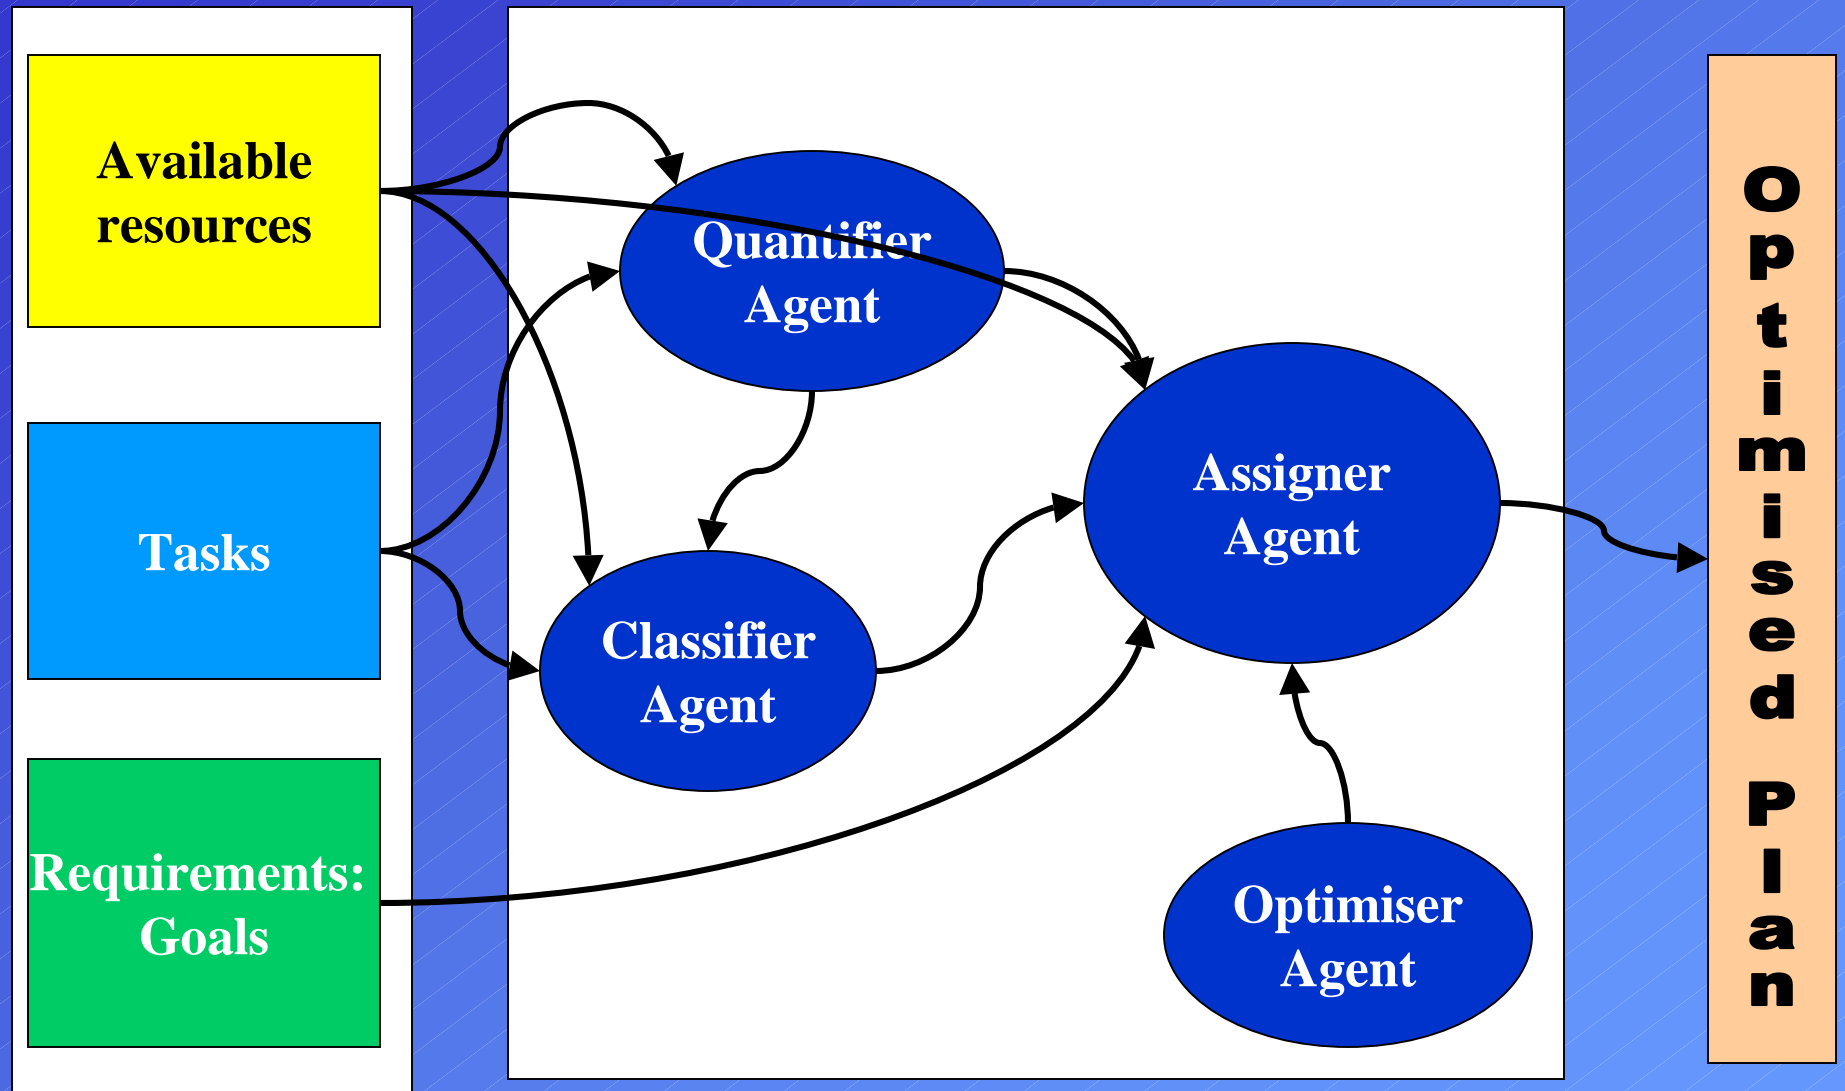 Available
resources
Tasks
Requirements:
Goals
Quantifier
Agent
Classifier
Agent
Assigner
Agent
Optimiser
Agent
Optimised Plan